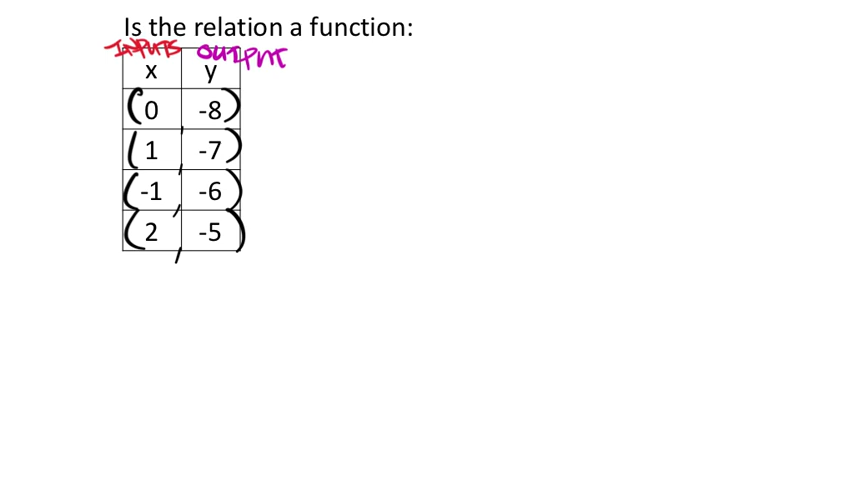 Is the relation a function:
INPUTS OUTPUT
x y
(0, -8)
(1, -7)
(-1, -6)
(2, -5)